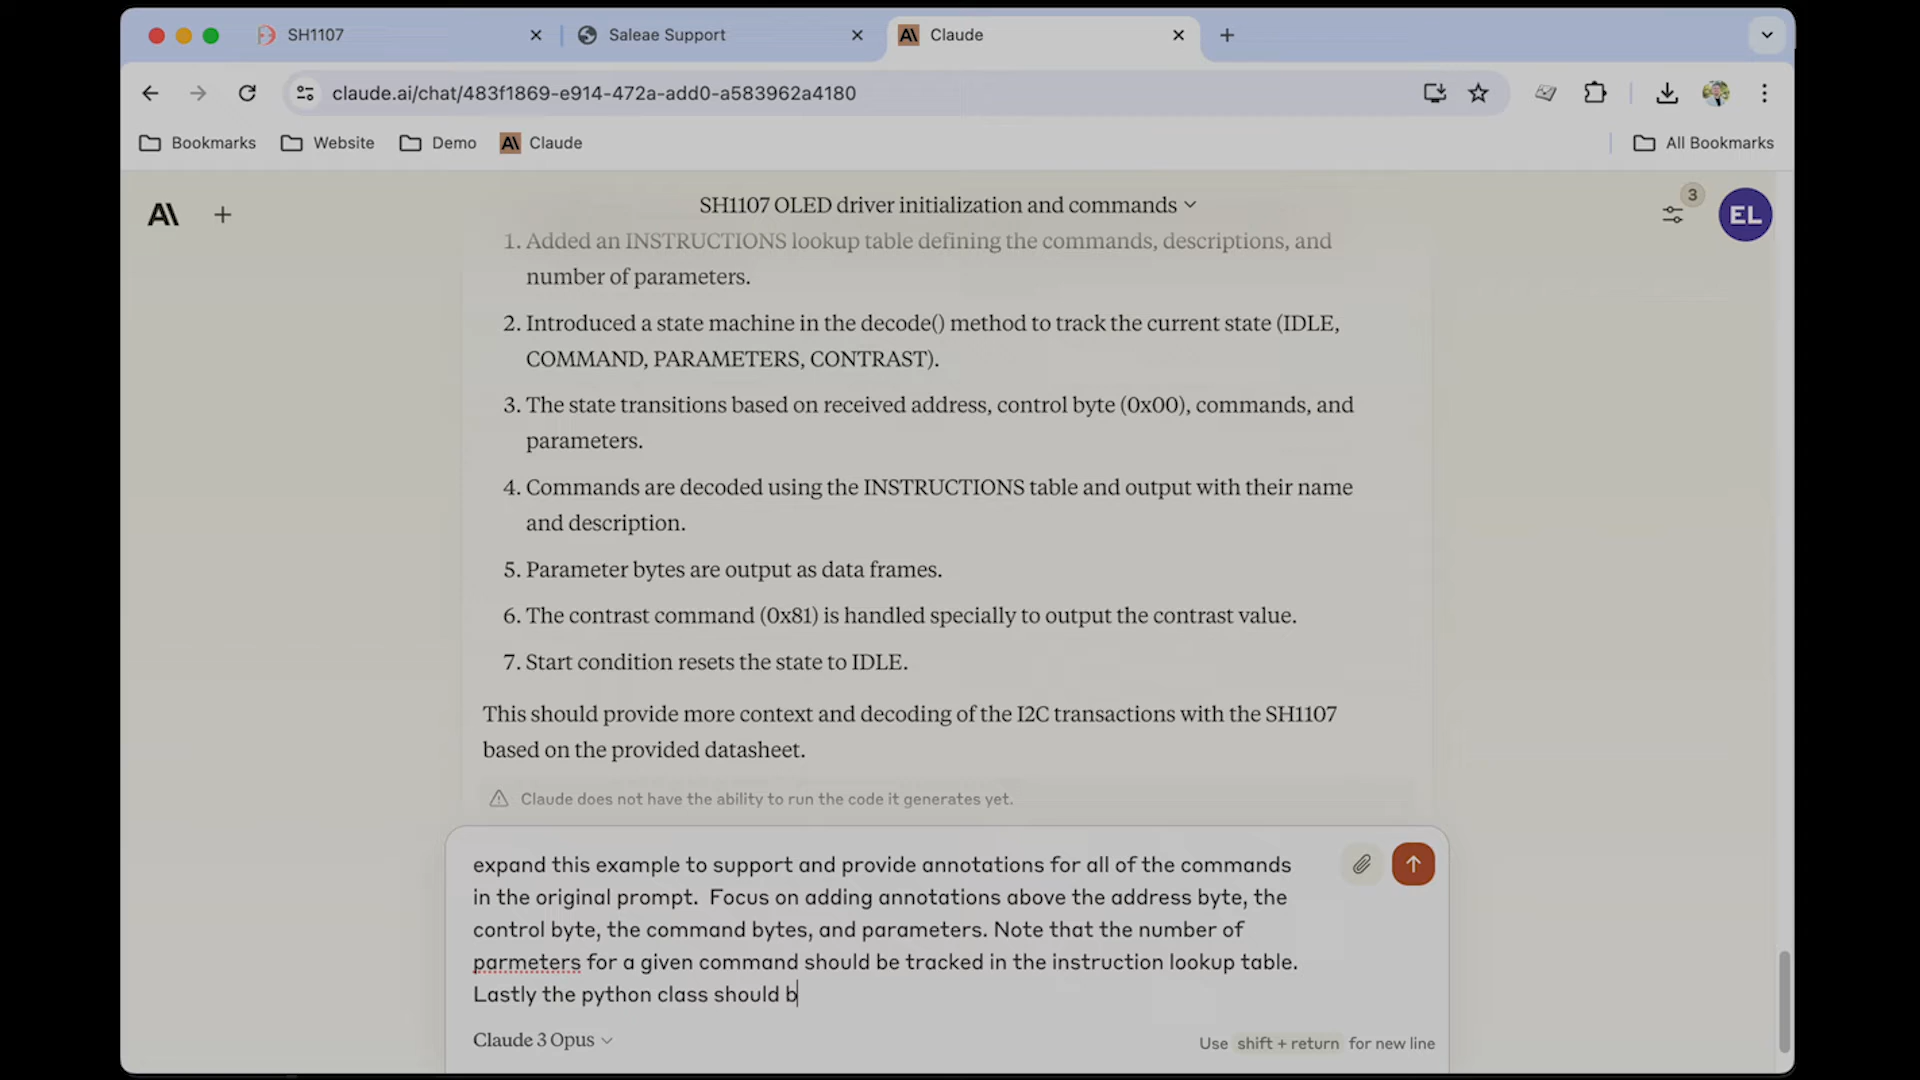 SH1107
Saleae Support
Claude
claude.ai/chat/483f1869-e914-472a-add0-a583962a4180
Bookmarks
Website
Demo
Claude
All Bookmarks
SH1107 OLED driver initialization and commands
3
EL
1. Added an INSTRUCTIONS lookup table defining the commands, descriptions, and
number of parameters.
2. Introduced a state machine in the decode() method to track the current state (IDLE,
COMMAND, PARAMETERS, CONTRAST).
3. The state transitions based on received address, control byte (0x00), commands, and
parameters.
4. Commands are decoded using the INSTRUCTIONS table and output with their name
and description.
5. Parameter bytes are output as data frames.
6. The contrast command (0x81) is handled specially to output the contrast value.
7. Start condition resets the state to IDLE.
This should provide more context and decoding of the I2C transactions with the SH1107
based on the provided datasheet.
Claude does not have the ability to run the code it generates yet.
expand this example to support and provide annotations for all of the commands
in the original prompt.  Focus on adding annotations above the address byte, the
control byte, the command bytes, and parameters. Note that the number of
parmeters for a given command should be tracked in the instruction lookup table.
Lastly the python class should b
Claude 3 Opus
Use shift + return for new line